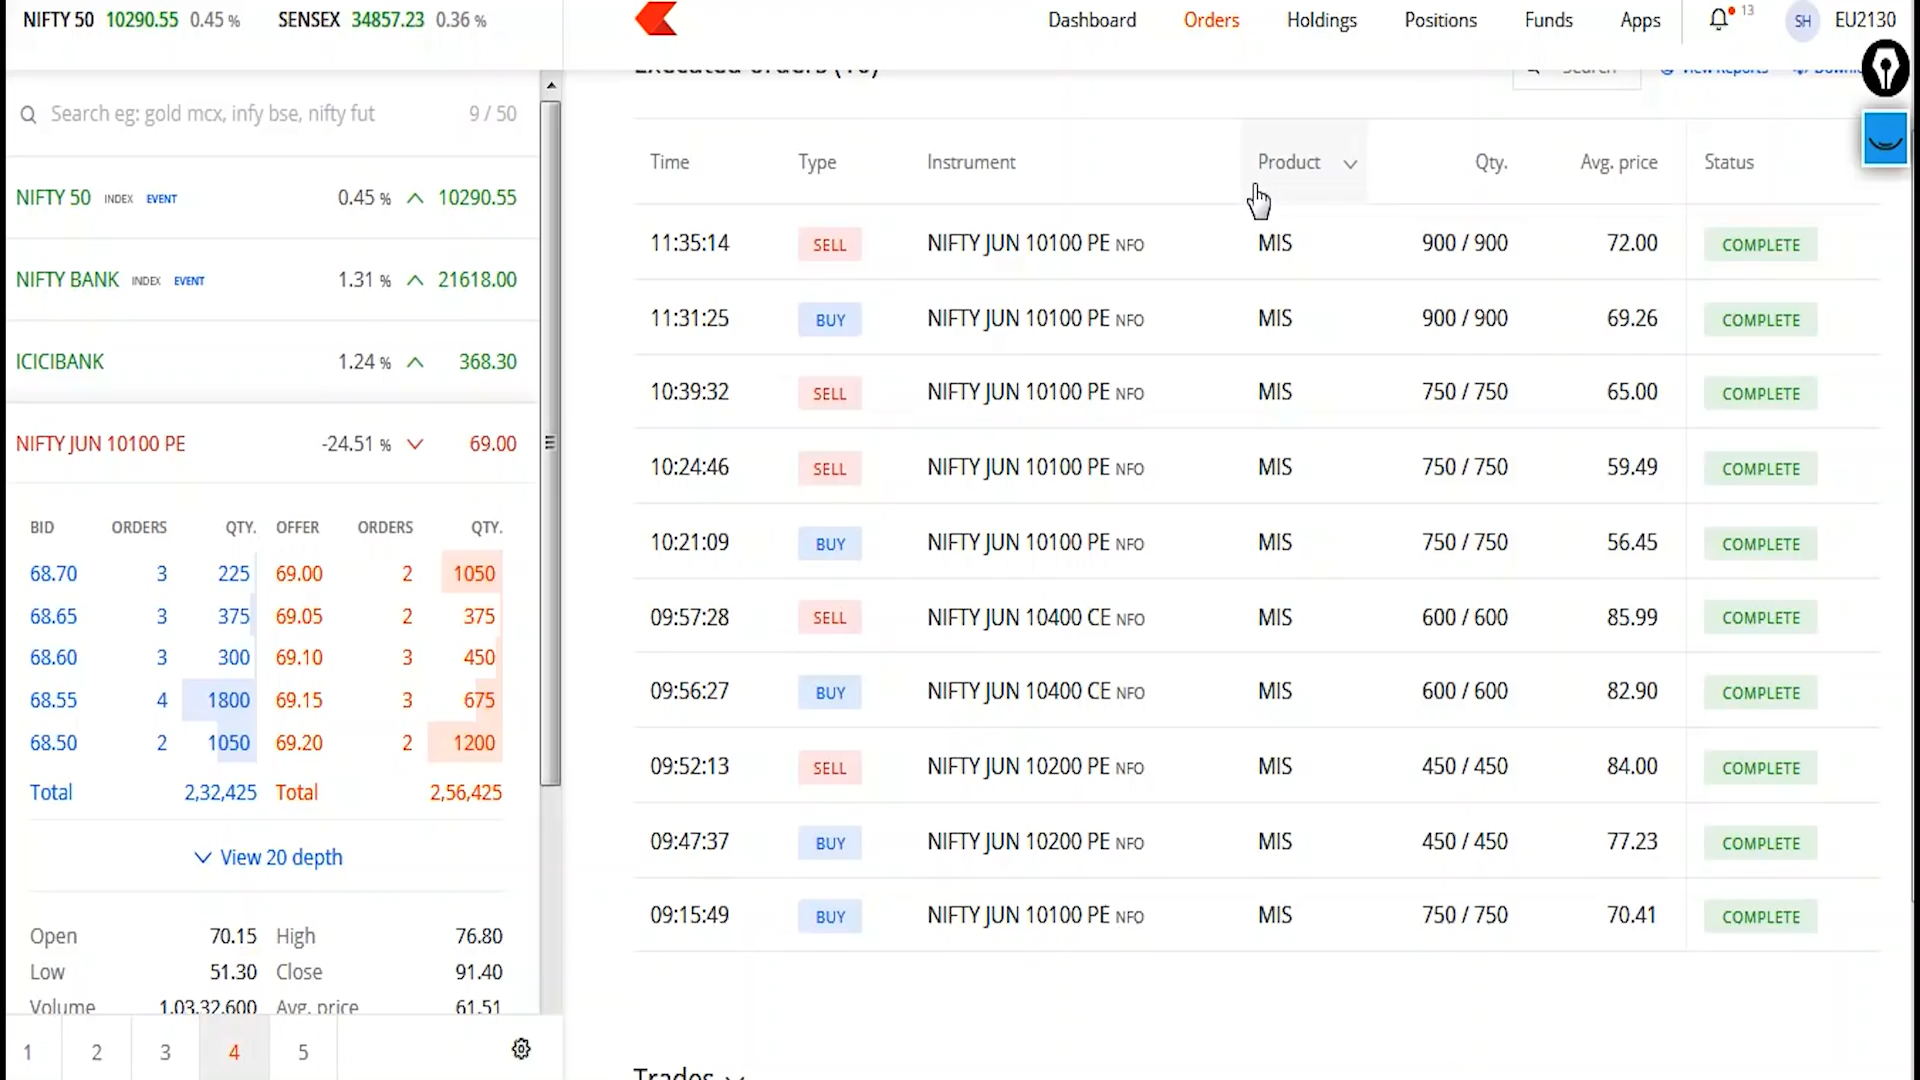 NIFTY 50 10290.55 0.45 % SENSEX 34857.23 0.36 %
Dashboard Orders Holdings Positions Funds Apps 13 SH EU2130
Search eg: gold mcx, infy bse, nifty fut 9 / 50
NIFTY 50 INDEX EVENT 0.45 % 10290.55
NIFTY BANK INDEX EVENT 1.31 % 21618.00
ICICIBANK 1.24 % 368.30
NIFTY JUN 10100 PE -24.51 % 69.00
BID ORDERS QTY. OFFER ORDERS QTY.
68.70 3 225 69.00 2 1050
68.65 3 375 69.05 2 375
68.60 3 300 69.10 3 450
68.55 4 1800 69.15 3 675
68.50 2 1050 69.20 2 1200
Total 2,32,425 Total 2,56,425
View 20 depth
Open 70.15 High 76.80
Low 51.30 Close 91.40
Volume 1,03,32,600 Avg. price 61.51
1 2 3 4 5
Executed orders (10) Search View Reports
Time Type Instrument Product Qty. Avg. price Status
11:35:14 SELL NIFTY JUN 10100 PE NFO MIS 900 / 900 72.00 COMPLETE
11:31:25 BUY NIFTY JUN 10100 PE NFO MIS 900 / 900 69.26 COMPLETE
10:39:32 SELL NIFTY JUN 10100 PE NFO MIS 750 / 750 65.00 COMPLETE
10:24:46 SELL NIFTY JUN 10100 PE NFO MIS 750 / 750 59.49 COMPLETE
10:21:09 BUY NIFTY JUN 10100 PE NFO MIS 750 / 750 56.45 COMPLETE
09:57:28 SELL NIFTY JUN 10400 CE NFO MIS 600 / 600 85.99 COMPLETE
09:56:27 BUY NIFTY JUN 10400 CE NFO MIS 600 / 600 82.90 COMPLETE
09:52:13 SELL NIFTY JUN 10200 PE NFO MIS 450 / 450 84.00 COMPLETE
09:47:37 BUY NIFTY JUN 10200 PE NFO MIS 450 / 450 77.23 COMPLETE
09:15:49 BUY NIFTY JUN 10100 PE NFO MIS 750 / 750 70.41 COMPLETE
Trades